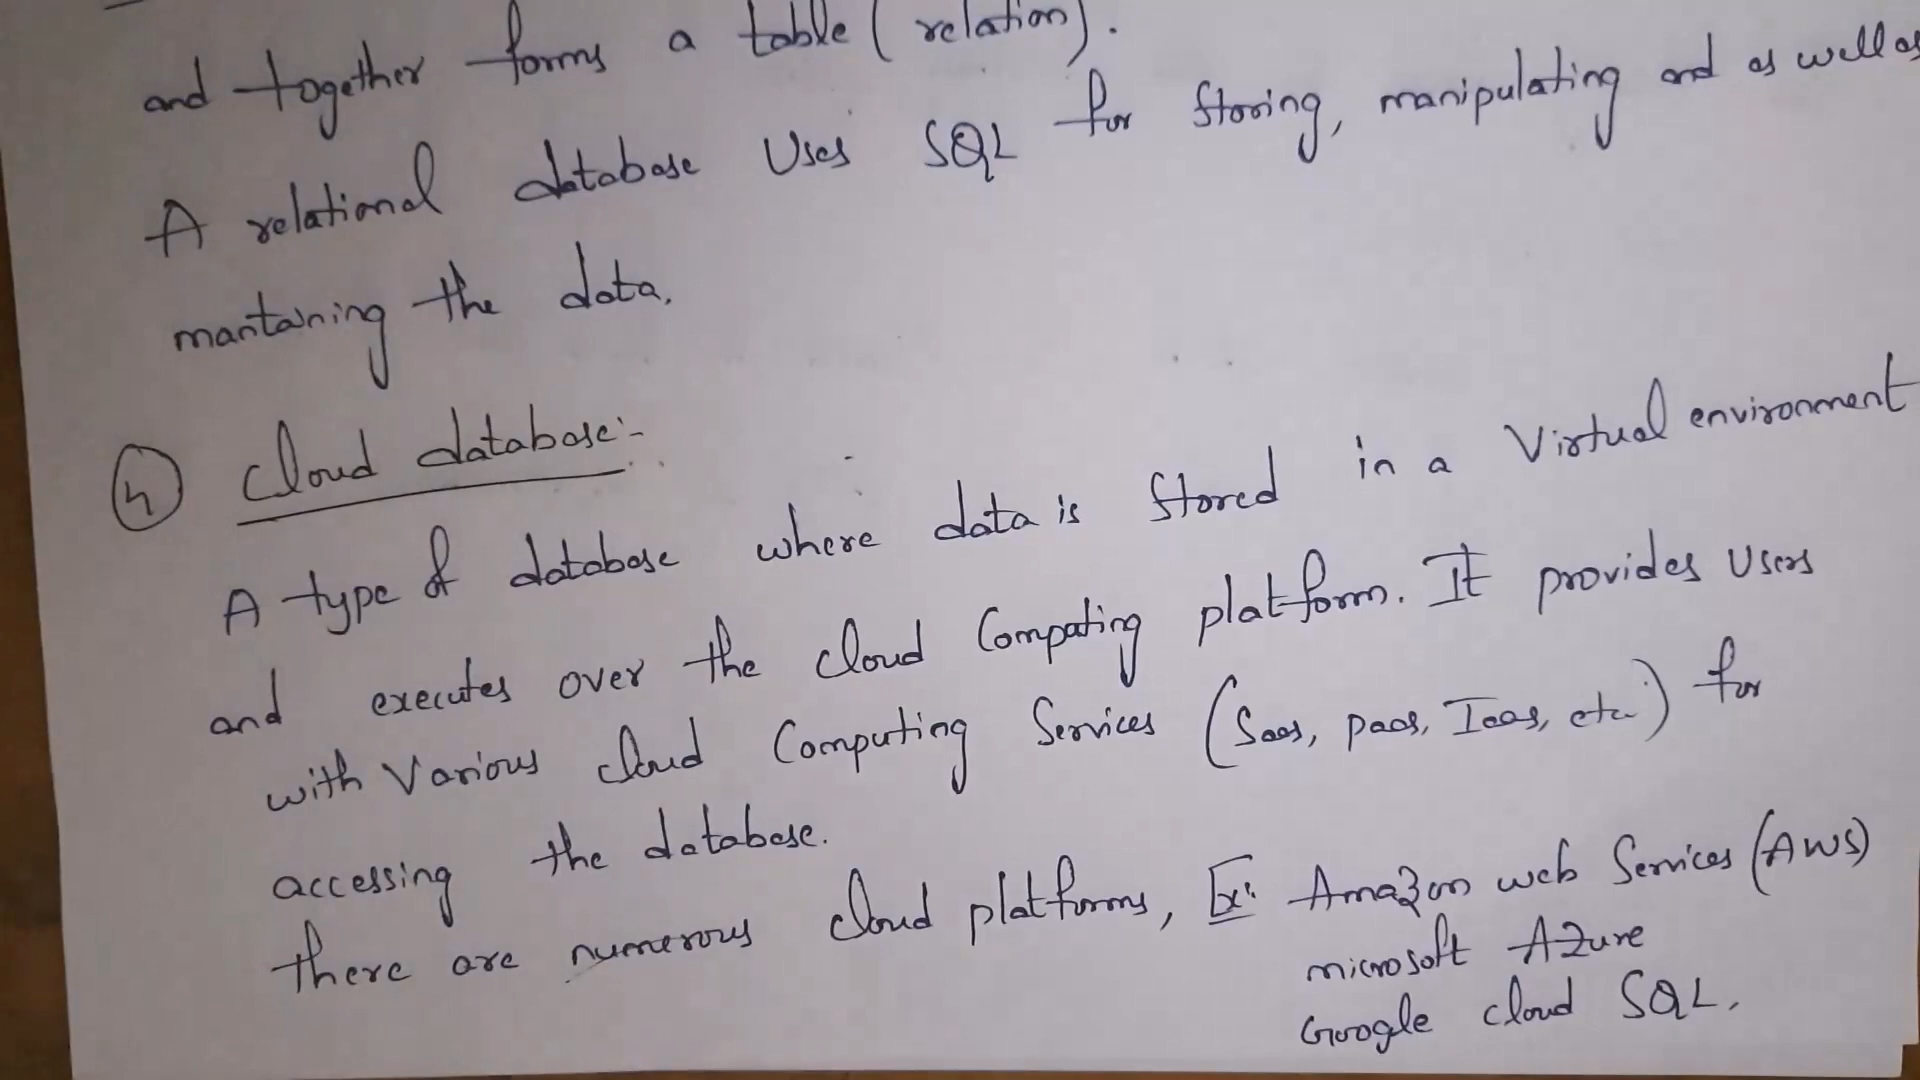 and together forms a table (relation).
A relational database Uses SQL for storing, manipulating and as well as
mantaining the data.
④ Cloud database:-
A type of database where data is stored in a Virtual environment
and executes over the cloud Computing platform. It provides Users
with Various cloud Computing Services (Saas, paas, Iaas, etc.) for
accessing the database.
there are numerous cloud platforms, Ex: Amazon web Services (AWS)
microsoft Azure
Google cloud SQL.